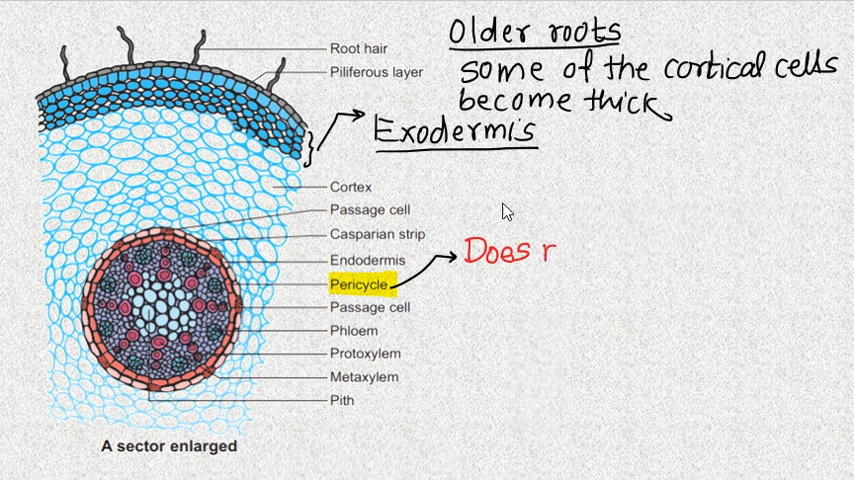 Older roots
some of the cortical cells
become thick
Exodermis
Root hair
Piliferous layer
Cortex
Passage cell
Casparian strip
Endodermis
Pericycle
Does r
Passage cell
Phloem
Protoxylem
Metaxylem
Pith
A sector enlarged